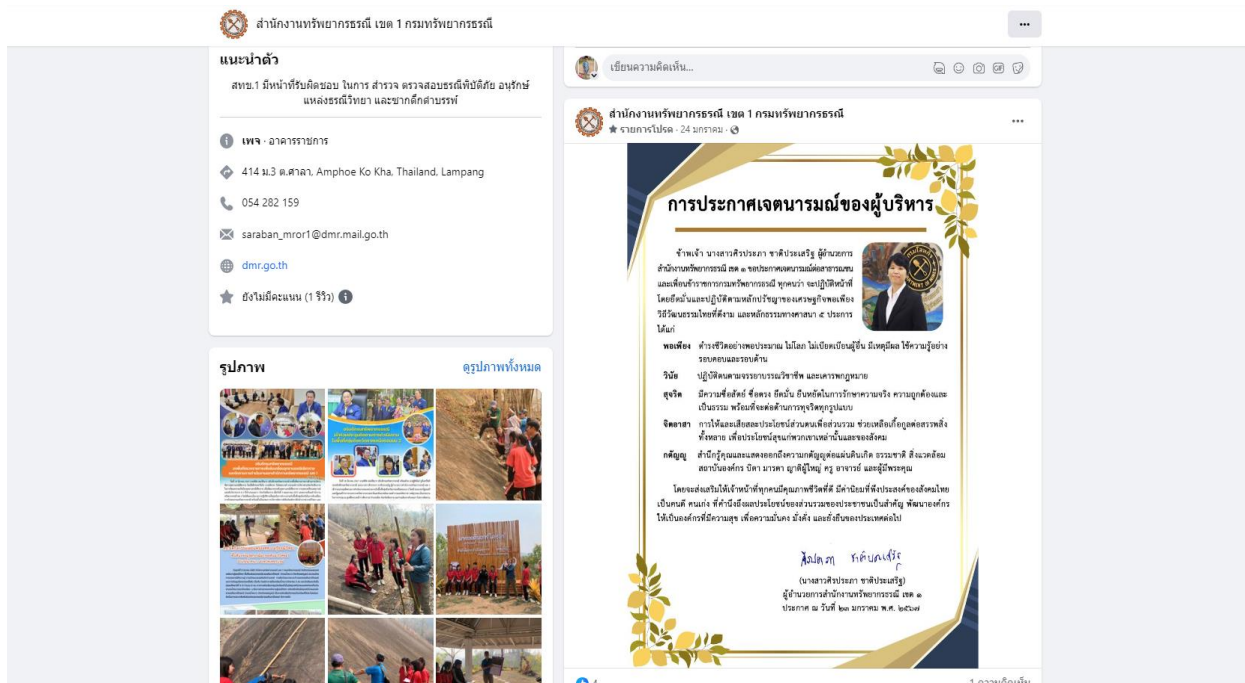 สำนักงานทรัพยากรธรณี เขต 1 กรมทรัพยากรธรณี
แนะนำตัว
สทข.1 มีหน้าที่รับผิดชอบ ในการ สำรวจ ตรวจสอบธรณีพิบัติภัย อนุรักษ์
แหล่งธรณีวิทยา และซากดึกดำบรรพ์
เพจ · อาคารราชการ
414 ม.3 ต.ศาลา, Amphoe Ko Kha, Thailand, Lampang
054 282 159
saraban_mror1@dmr.mail.go.th
dmr.go.th
ยังไม่มีคะแนน (1 รีวิว)
รูปภาพ
ดูรูปภาพทั้งหมด
เขียนความคิดเห็น...
สำนักงานทรัพยากรธรณี เขต 1 กรมทรัพยากรธรณี
รายการโปรด · 24 มกราคม
การประกาศเจตนารมณ์ของผู้บริหาร
ข้าพเจ้า นางสาวศิรประภา ชาติประเสริฐ ผู้อำนวยการ
สำนักงานทรัพยากรธรณี เขต ๑ ขอประกาศเจตนารมณ์ต่อสาธารณชน
และเพื่อนข้าราชการกรมทรัพยากรธรณี ทุกคนว่า จะปฏิบัติหน้าที่
โดยยึดมั่นและปฏิบัติตามหลักปรัชญาของเศรษฐกิจพอเพียง
วิถีวัฒนธรรมไทยที่ดีงาม และหลักธรรมทางศาสนา ๕ ประการ
ได้แก่
พอเพียง ดำรงชีวิตอย่างพอประมาณ ไม่โลภ ไม่เบียดเบียนผู้อื่น มีเหตุมีผล ใช้ความรู้อย่าง
รอบคอบและรอบด้าน
วินัย ปฏิบัติตนตามจรรยาบรรณวิชาชีพ และเคารพกฎหมาย
สุจริต มีความซื่อสัตย์ ซื่อตรง ยึดมั่น ยืนหยัดในการรักษาความจริง ความถูกต้องและ
เป็นธรรม พร้อมที่จะต่อต้านการทุจริตทุกรูปแบบ
จิตอาสา การให้และเสียสละประโยชน์ส่วนตนเพื่อส่วนรวม ช่วยเหลือเกื้อกูลต่อสรรพสิ่ง
ทั้งหลาย เพื่อประโยชน์สุขแก่พวกเขาเหล่านั้นและของสังคม
กตัญญู สำนึกรู้คุณและแสดงออกถึงความกตัญญูต่อแผ่นดินเกิด ธรรมชาติ สิ่งแวดล้อม
สถาบันองค์กร บิดา มารดา ญาติผู้ใหญ่ ครู อาจารย์ และผู้มีพระคุณ
โดยจะส่งเสริมให้เจ้าหน้าที่ทุกคนมีคุณภาพชีวิตที่ดี มีค่านิยมที่พึงประสงค์ของสังคมไทย
เป็นคนดี คนเก่ง ที่คำนึงถึงผลประโยชน์ของส่วนรวมของประชาชนเป็นสำคัญ พัฒนาองค์กร
ให้เป็นองค์กรที่มีความสุข เพื่อความมั่นคง มั่งคั่ง และยั่งยืนของประเทศต่อไป
(นางสาวศิรประภา ชาติประเสริฐ)
ผู้อำนวยการสำนักงานทรัพยากรธรณี เขต ๑
ประกาศ ณ วันที่ ๒๓ มกราคม พ.ศ. ๒๕๖๗
1 ความคิดเห็น